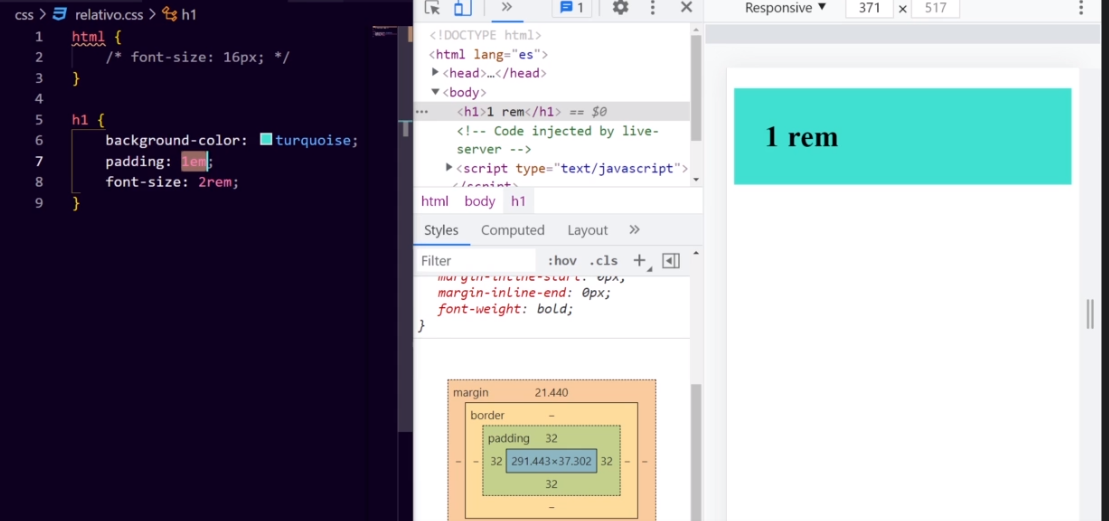 css > relativo.css > h1
1 html {
2 /* font-size: 16px; */
3 }
4
5 h1 {
6 background-color: turquoise;
7 padding: 1em;
8 font-size: 2rem;
9 }
» 1
<!DOCTYPE html>
<html lang="es">
<head>…</head>
<body>
<h1>1 rem</h1> == $0
<!-- Code injected by live-
server -->
<script type="text/javascript">
</script>
html body h1
Styles Computed Layout »
Filter :hov .cls +
margin-inline-start: 0px;
margin-inline-end: 0px;
font-weight: bold;
}
margin 21.440
border –
padding 32
– – 32 291.443×37.302 32 – –
32
–
Responsive ▼ 371 × 517
1 rem